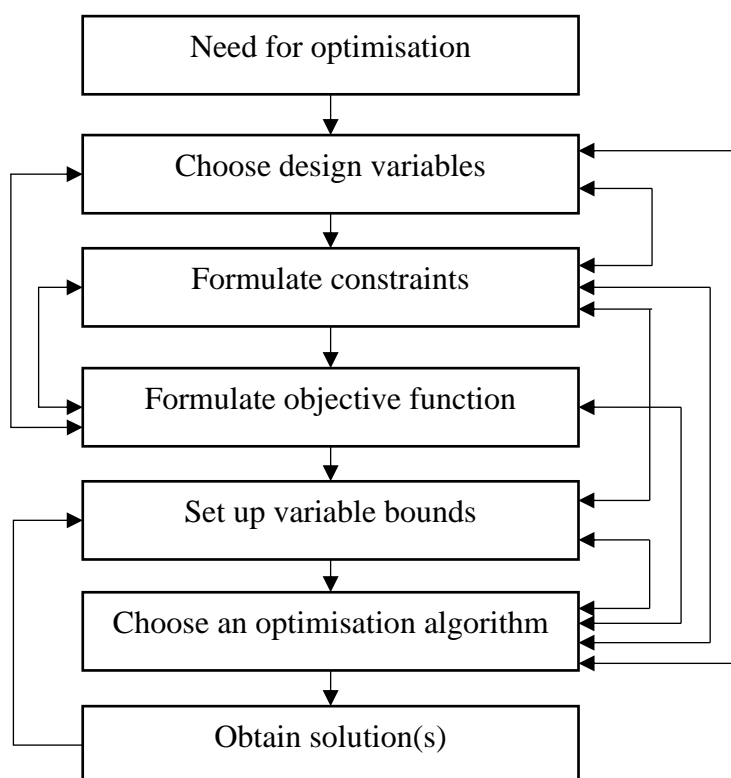 Need for optimisation
Choose design variables
Formulate constraints
Formulate objective function
Set up variable bounds
Choose an optimisation algorithm
Obtain solution(s)